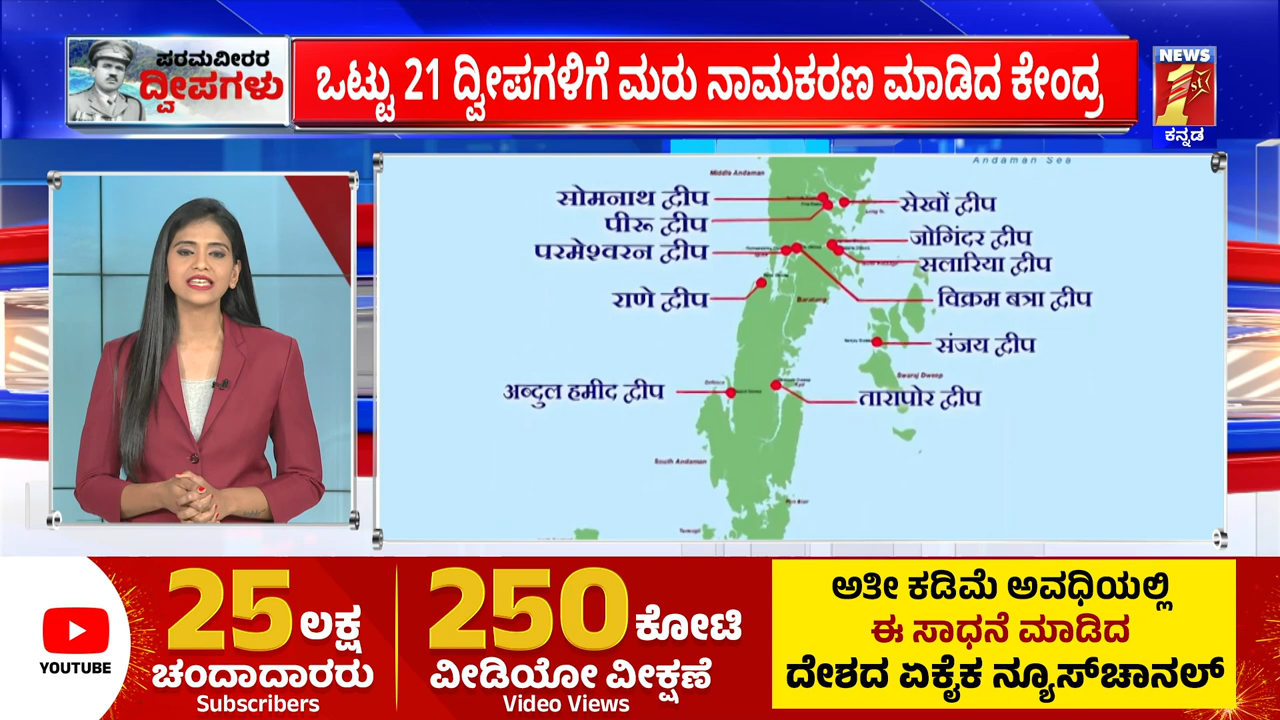 ಪರಮವೀರರ
ದ್ವೀಪಗಳು
ಒಟ್ಟು 21 ದ್ವೀಪಗಳಿಗೆ ಮರು ನಾಮಕರಣ ಮಾಡಿದ ಕೇಂದ್ರ
NEWS
1st
ಕನ್ನಡ
Andaman Sea
Middle Andaman
सोमनाथ द्वीप
सेखों द्वीप
पीरू द्वीप
जोगिंदर द्वीप
परमेश्वरन द्वीप
सलारिया द्वीप
राणे द्वीप
Baratang
विक्रम बत्रा द्वीप
संजय द्वीप
Swaraj Dweep
अब्दुल हमीद द्वीप
तारापोर द्वीप
South Andaman
Port Blair
YOUTUBE
25 ಲಕ್ಷ
ಚಂದಾದಾರರು
Subscribers
250 ಕೋಟಿ
ವೀಡಿಯೋ ವೀಕ್ಷಣೆ
Video Views
ಅತೀ ಕಡಿಮೆ ಅವಧಿಯಲ್ಲಿ
ಈ ಸಾಧನೆ ಮಾಡಿದ
ದೇಶದ ಏಕೈಕ ನ್ಯೂಸ್‌ಚಾನಲ್